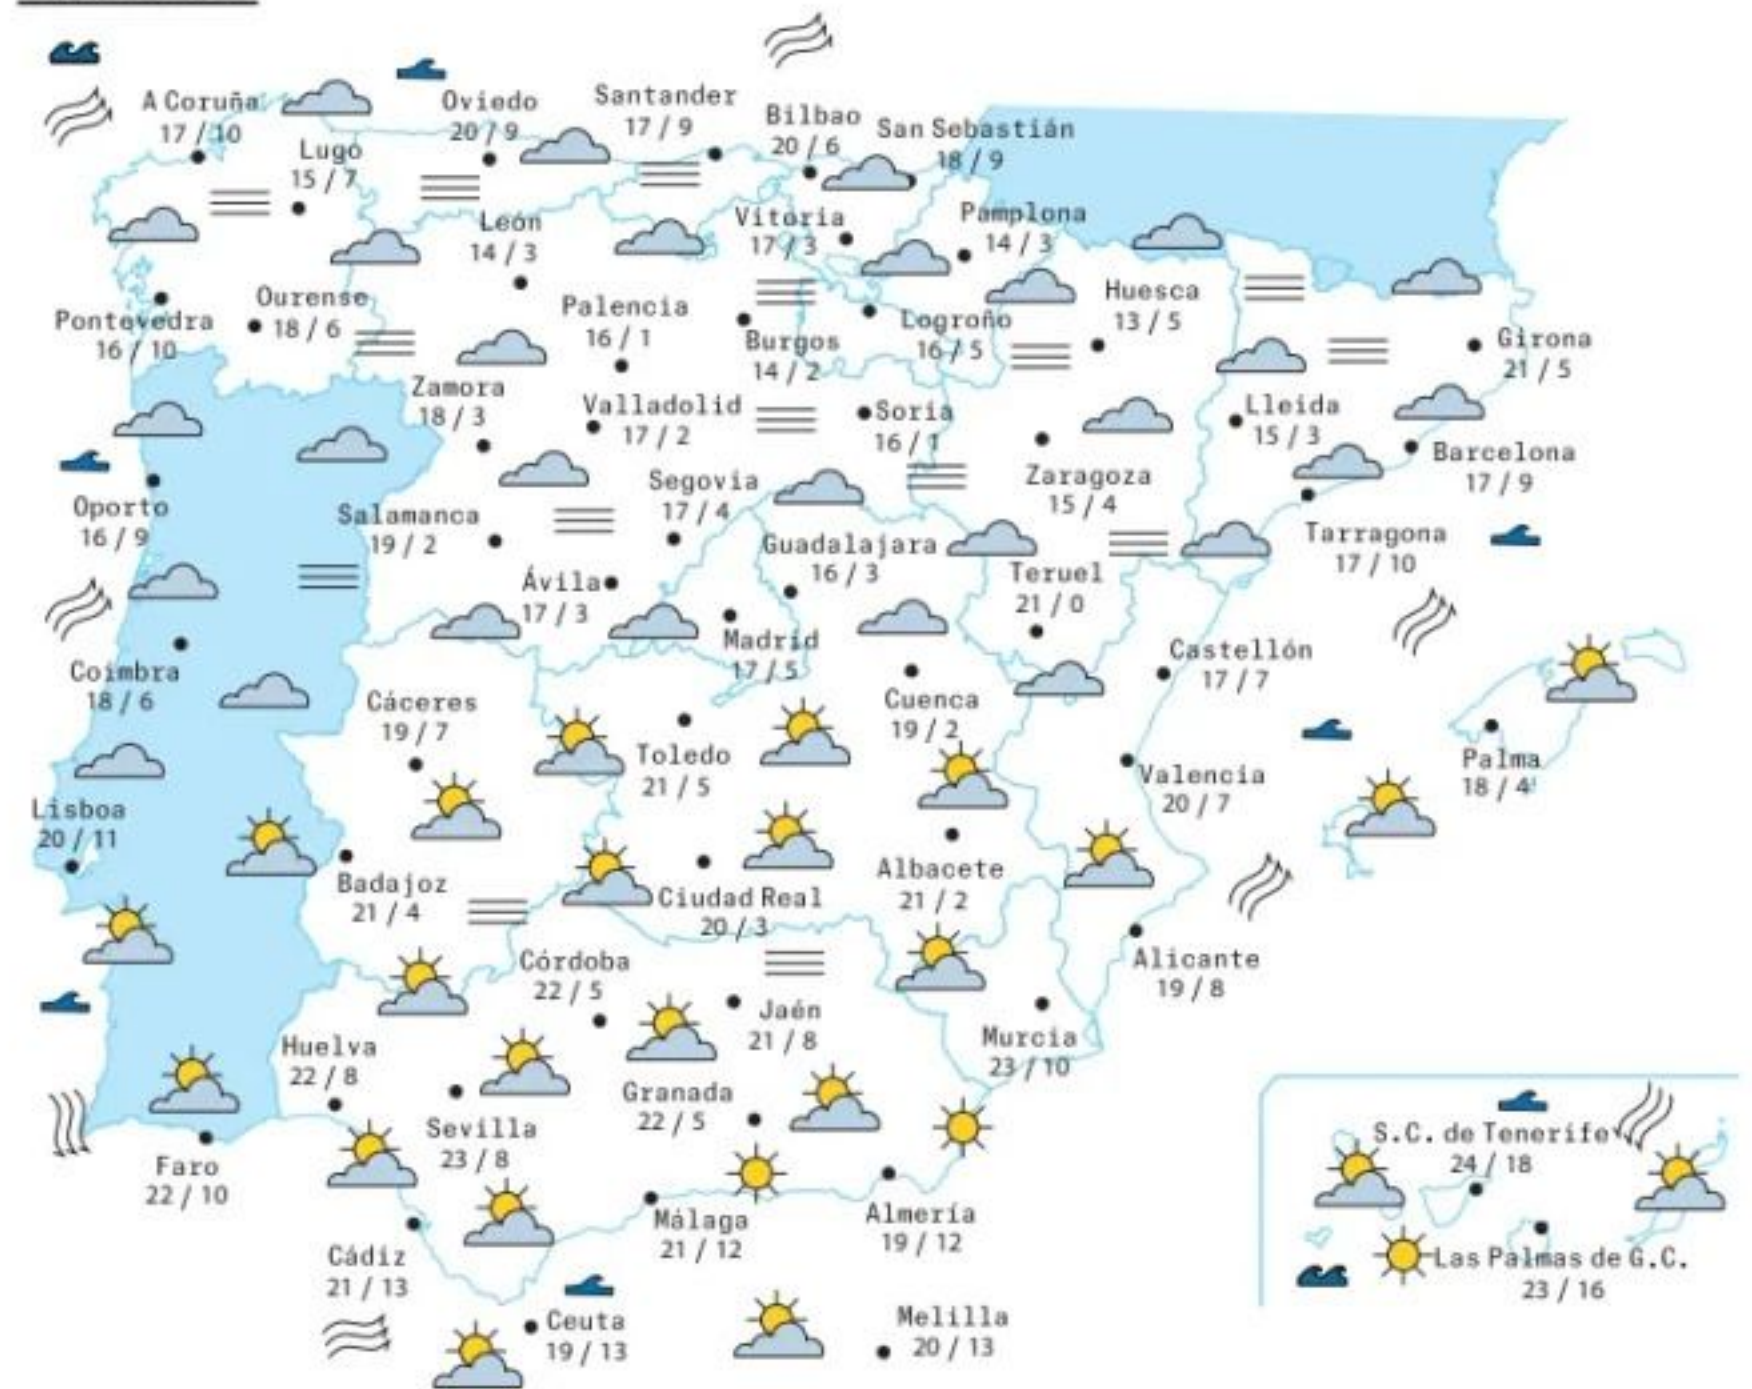 A Coruña
17 / 10
Oviedo
20 / 9
Santander
17 / 9
Bilbao
20 / 6
San Sebastián
18 / 9
Lugo
15 / 7
León
14 / 3
Vitoria
17 / 3
Pamplona
14 / 3
Pontevedra
16 / 10
Ourense
18 / 6
Palencia
16 / 1
Burgos
14 / 2
Logroño
16 / 5
Huesca
13 / 5
Girona
21 / 5
Zamora
18 / 3
Valladolid
17 / 2
Soria
16 / 1
Lleida
15 / 3
Barcelona
17 / 9
Oporto
16 / 9
Salamanca
19 / 2
Segovia
17 / 4
Zaragoza
15 / 4
Tarragona
17 / 10
Guadalajara
16 / 3
Ávila
17 / 3
Teruel
21 / 0
Madrid
17 / 5
Castellón
17 / 7
Coimbra
18 / 6
Cáceres
19 / 7
Cuenca
19 / 2
Toledo
21 / 5
Palma
18 / 4
Valencia
20 / 7
Lisboa
20 / 11
Badajoz
21 / 4
Ciudad Real
20 / 3
Albacete
21 / 2
Alicante
19 / 8
Córdoba
22 / 5
Jaén
21 / 8
Murcia
23 / 10
Huelva
22 / 8
Granada
22 / 5
Sevilla
23 / 8
Faro
22 / 10
S.C. de Tenerife
24 / 18
Málaga
21 / 12
Almería
19 / 12
Cádiz
21 / 13
Las Palmas de G.C.
23 / 16
Ceuta
19 / 13
Melilla
20 / 13